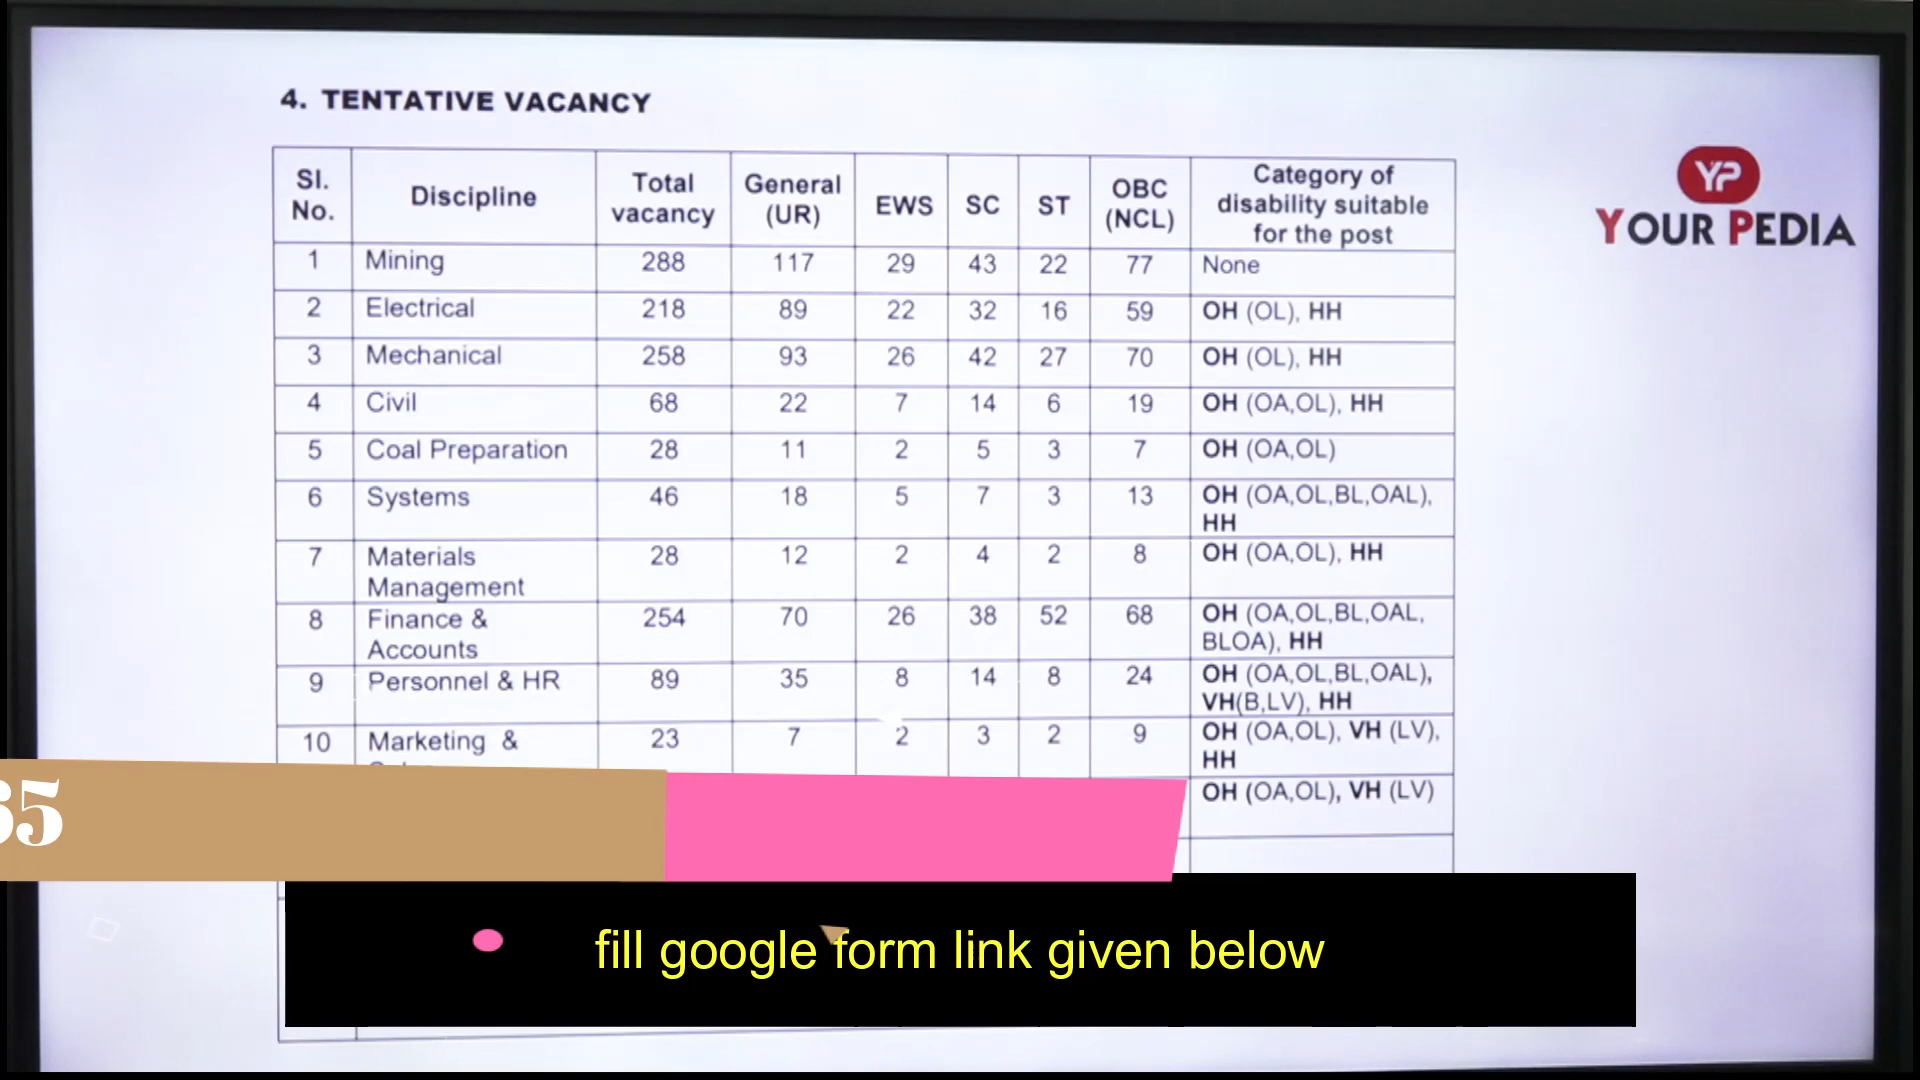 4. TENTATIVE VACANCY
YP
YOUR PEDIA
Sl. No. Discipline Total vacancy General (UR) EWS SC ST OBC (NCL) Category of disability suitable for the post
1 Mining 288 117 29 43 22 77 None
2 Electrical 218 89 22 32 16 59 OH (OL), HH
3 Mechanical 258 93 26 42 27 70 OH (OL), HH
4 Civil 68 22 7 14 6 19 OH (OA,OL), HH
5 Coal Preparation 28 11 2 5 3 7 OH (OA,OL)
6 Systems 46 18 5 7 3 13 OH (OA,OL,BL,OAL), HH
7 Materials Management 28 12 2 4 2 8 OH (OA,OL), HH
8 Finance & Accounts 254 70 26 38 52 68 OH (OA,OL,BL,OAL, BLOA), HH
9 Personnel & HR 89 35 8 14 8 24 OH (OA,OL,BL,OAL), VH(B,LV), HH
10 Marketing & 23 7 2 3 2 9 OH (OA,OL), VH (LV), HH
OH (OA,OL), VH (LV)
fill google form link given below